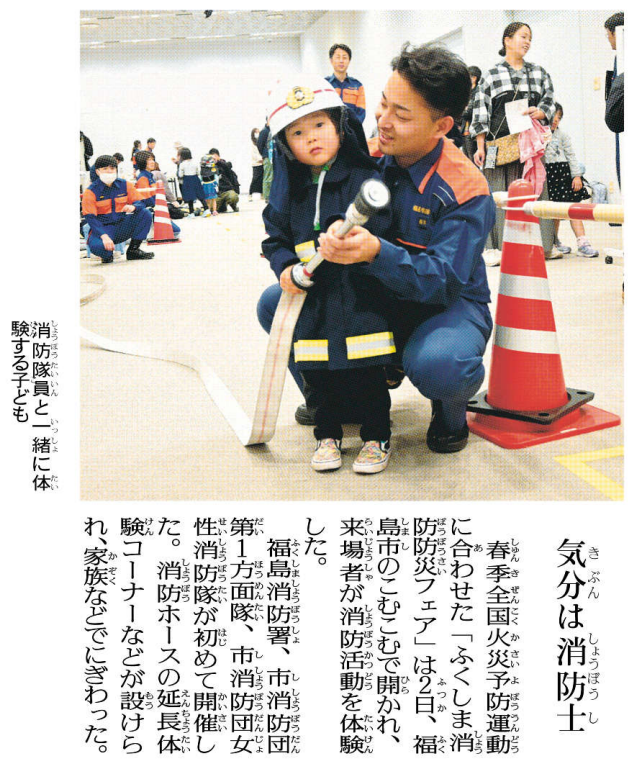 気分は消防士
春季全国火災予防運動
に合わせた「ふくしま消
防防災フェア」は2日、福
島市のこむこむで開かれ、
来場者が消防活動を体験
した。
福島消防署、市消防団
第1方面隊、市消防団女
性消防隊が初めて開催し
た。消防ホースの延長体
験コーナーなどが設けら
れ、家族などでにぎわった。
消防隊員と一緒に体
験する子ども